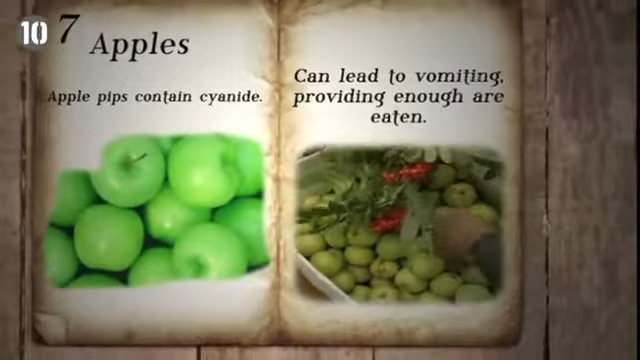 10
7
Apples
Apple pips contain cyanide.
Can lead to vomiting,
providing enough are
eaten.